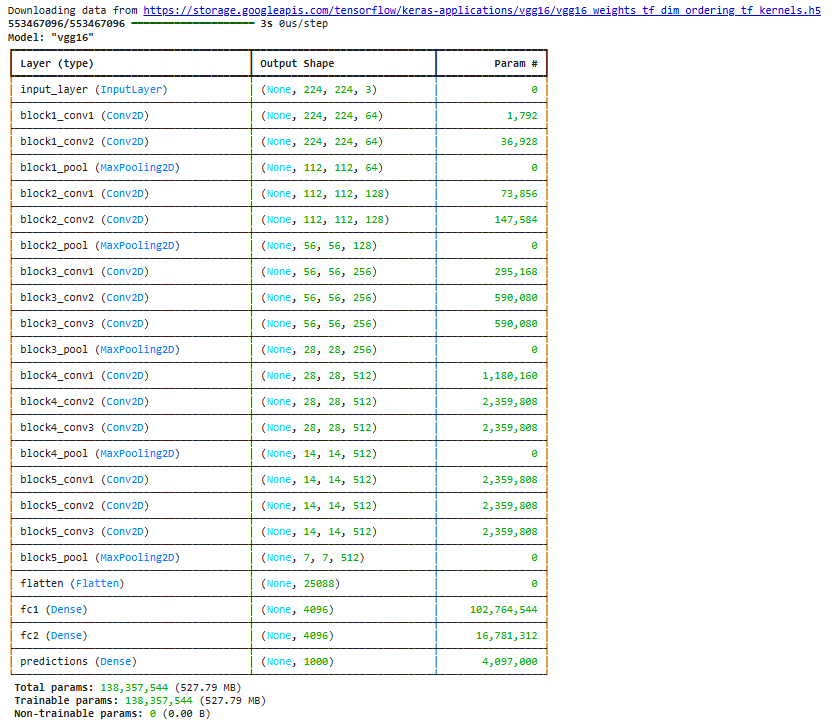 Downloading data from https://storage.googleapis.com/tensorflow/keras-applications/vgg16/vgg16_weights_tf_dim_ordering_tf_kernels.h5
553467096/553467096 3s 0us/step
Model: "vgg16"
Layer (type) Output Shape Param #
input_layer (InputLayer) (None, 224, 224, 3) 0
block1_conv1 (Conv2D) (None, 224, 224, 64) 1,792
block1_conv2 (Conv2D) (None, 224, 224, 64) 36,928
block1_pool (MaxPooling2D) (None, 112, 112, 64) 0
block2_conv1 (Conv2D) (None, 112, 112, 128) 73,856
block2_conv2 (Conv2D) (None, 112, 112, 128) 147,584
block2_pool (MaxPooling2D) (None, 56, 56, 128) 0
block3_conv1 (Conv2D) (None, 56, 56, 256) 295,168
block3_conv2 (Conv2D) (None, 56, 56, 256) 590,080
block3_conv3 (Conv2D) (None, 56, 56, 256) 590,080
block3_pool (MaxPooling2D) (None, 28, 28, 256) 0
block4_conv1 (Conv2D) (None, 28, 28, 512) 1,180,160
block4_conv2 (Conv2D) (None, 28, 28, 512) 2,359,808
block4_conv3 (Conv2D) (None, 28, 28, 512) 2,359,808
block4_pool (MaxPooling2D) (None, 14, 14, 512) 0
block5_conv1 (Conv2D) (None, 14, 14, 512) 2,359,808
block5_conv2 (Conv2D) (None, 14, 14, 512) 2,359,808
block5_conv3 (Conv2D) (None, 14, 14, 512) 2,359,808
block5_pool (MaxPooling2D) (None, 7, 7, 512) 0
flatten (Flatten) (None, 25088) 0
fc1 (Dense) (None, 4096) 102,764,544
fc2 (Dense) (None, 4096) 16,781,312
predictions (Dense) (None, 1000) 4,097,000
Total params: 138,357,544 (527.79 MB)
Trainable params: 138,357,544 (527.79 MB)
Non-trainable params: 0 (0.00 B)